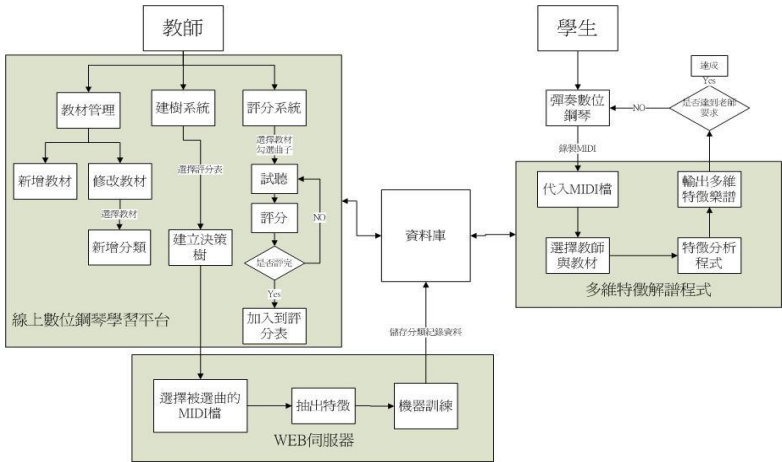 教師
教材管理
建樹系統
評分系統
新增教材
修改教材
選擇教材
新增分類
選擇評分表
建立決策
樹
選擇教材
勾選曲子
試聽
評分
NO
是否評完
Yes
加入到評
分表
線上數位鋼琴學習平台
資料庫
儲存分類紀錄資料
選擇被選曲的
MIDI檔
抽出特徵
機器訓練
WEB伺服器
學生
彈奏數位
鋼琴
NO
是否達到老師
要求
Yes
達成
錄製MIDI
代入MIDI檔
選擇教師
與教材
特徵分析
程式
輸出多維
特徵樂譜
多維特徵解譜程式